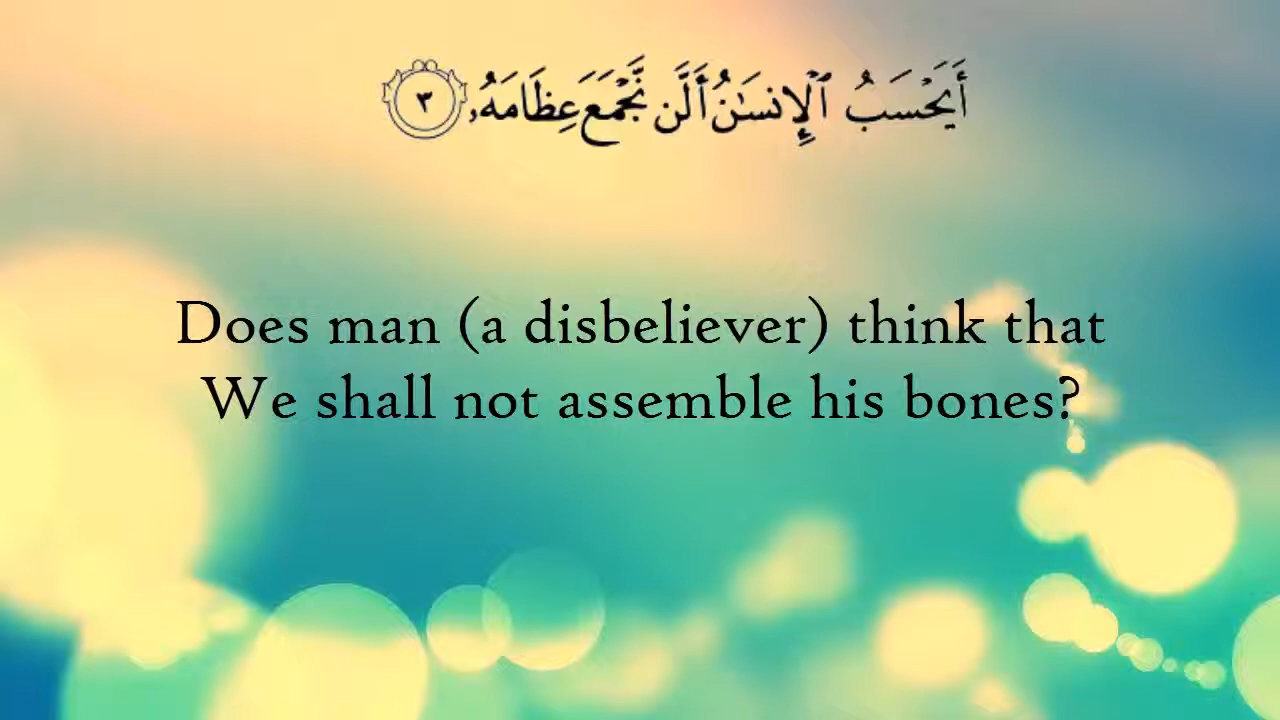 أَيَحْسَبُ ٱلْإِنسَـٰنُ أَلَّن نَّجْمَعَ عِظَامَهُۥ ٣
Does man (a disbeliever) think that
We shall not assemble his bones?